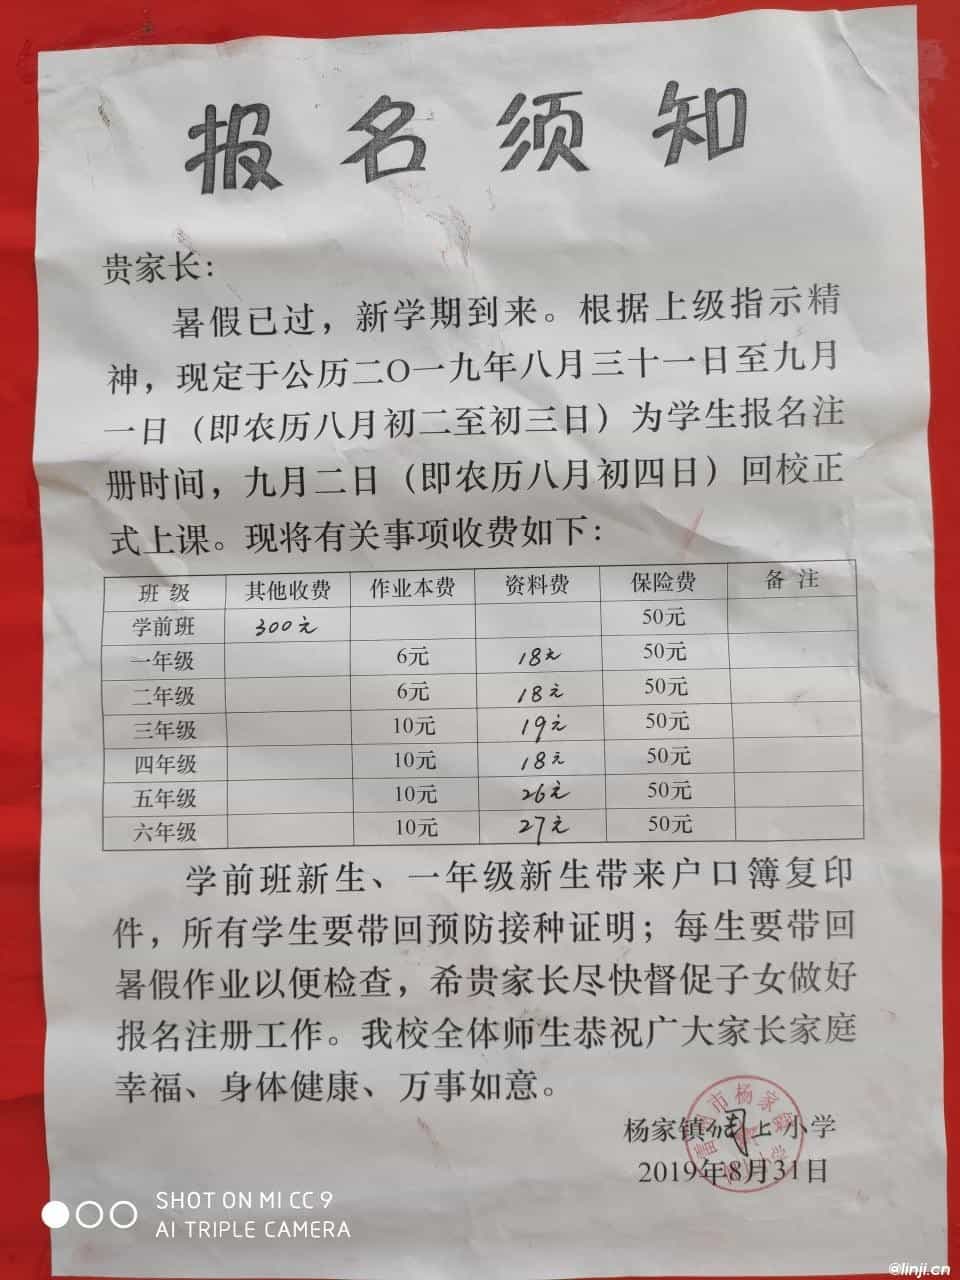 报名须知
贵家长：
暑假已过，新学期到来。根据上级指示精
神，现定于公历二O一九年八月三十一日至九月
一日（即农历八月初二至初三日）为学生报名注
册时间，九月二日（即农历八月初四日）回校正
式上课。现将有关事项收费如下：
班级 其他收费 作业本费 资料费 保险费 备注
学前班 300元 50元
一年级 6元 18元 50元
二年级 6元 18元 50元
三年级 10元 19元 50元
四年级 10元 18元 50元
五年级 10元 26元 50元
六年级 10元 27元 50元
学前班新生、一年级新生带来户口簿复印
件，所有学生要带回预防接种证明；每生要带回
暑假作业以便检查，希贵家长尽快督促子女做好
报名注册工作。我校全体师生恭祝广大家长家庭
幸福、身体健康、万事如意。
杨家镇 上小学
2019年8月31日
市杨家 小学
SHOT ON MI CC 9
AI TRIPLE CAMERA
@linji.cn